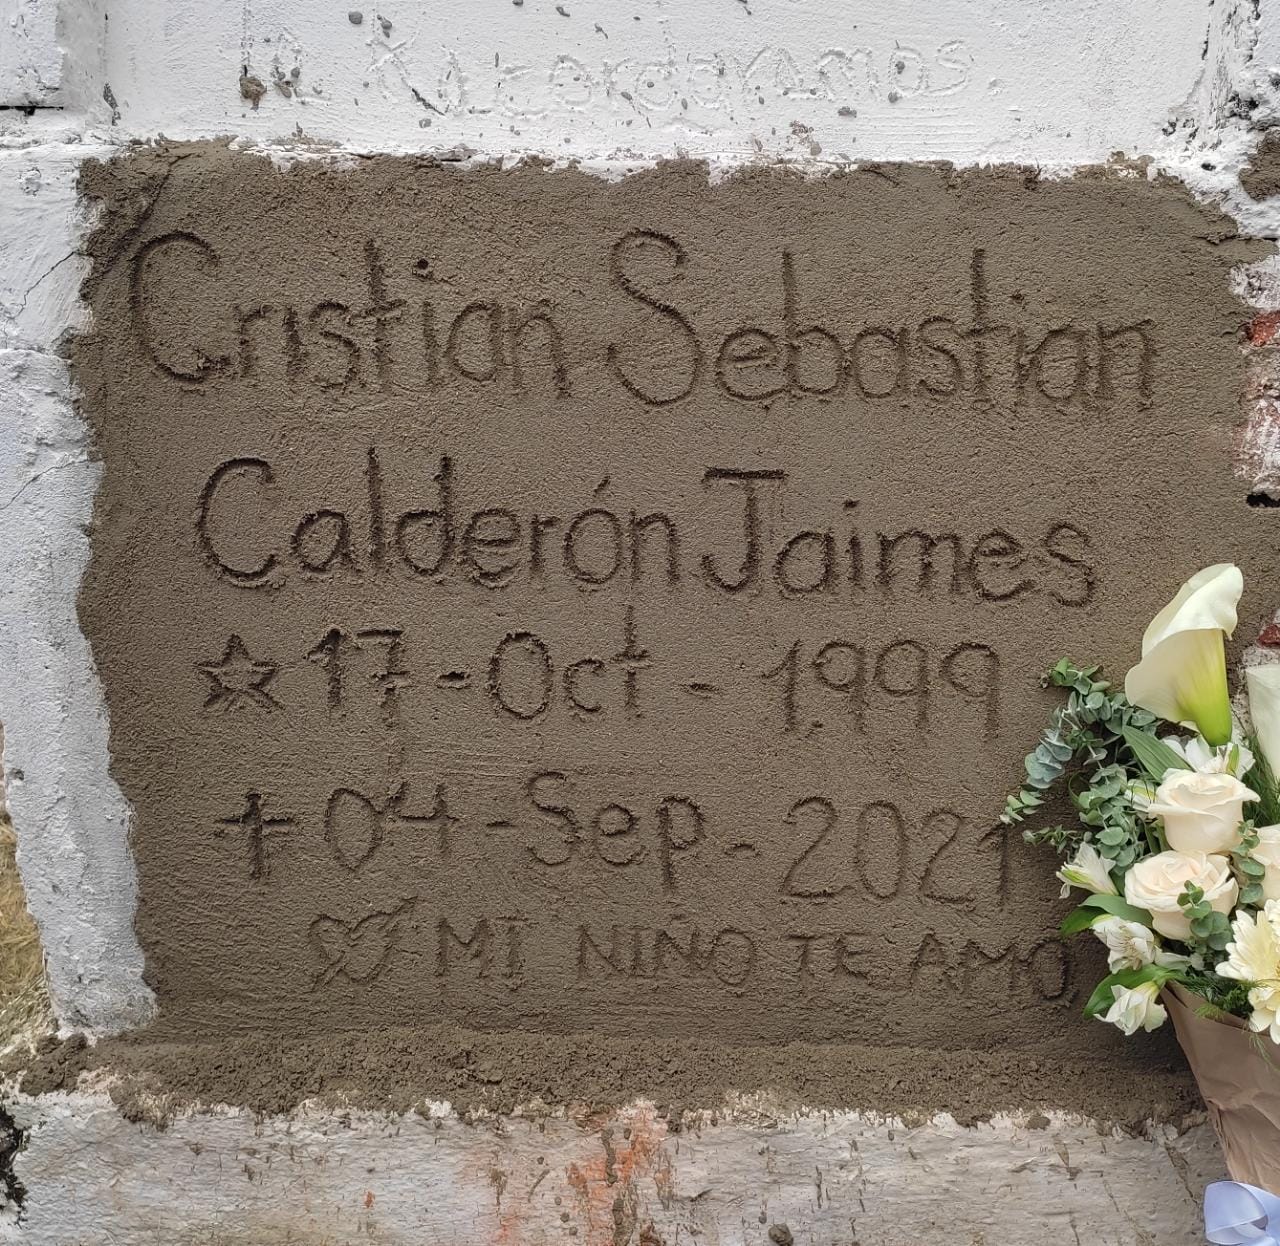 Cristian Sebastian
Calderón Jaimes
☆ 17-Oct-1999
✝ 04-Sep-2021
MI NIÑO TE AMO